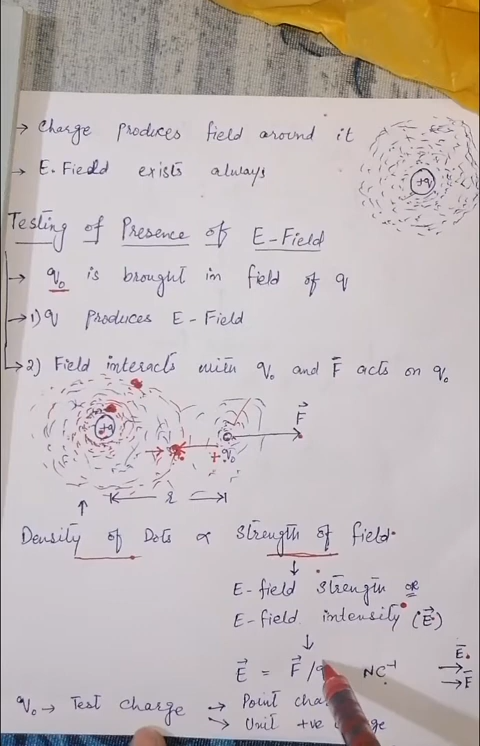 → Charge produces field around it
+q
→ E.Field exists always
Testing of Presence of E-Field
→ q₀ is brought in field of q
→ 1) q produces E-Field
→ 2) Field interacts with q₀ and F⃗ acts on q₀
+q
F⃗
+ q₀
r
Density of Dots ∝ Strength of field.
E-field strength or
E-field intensity (E⃗)
E⃗ = F⃗/q NC⁻¹
E⃗
F⃗
q₀ → Test charge → Point
→ Unit +ve